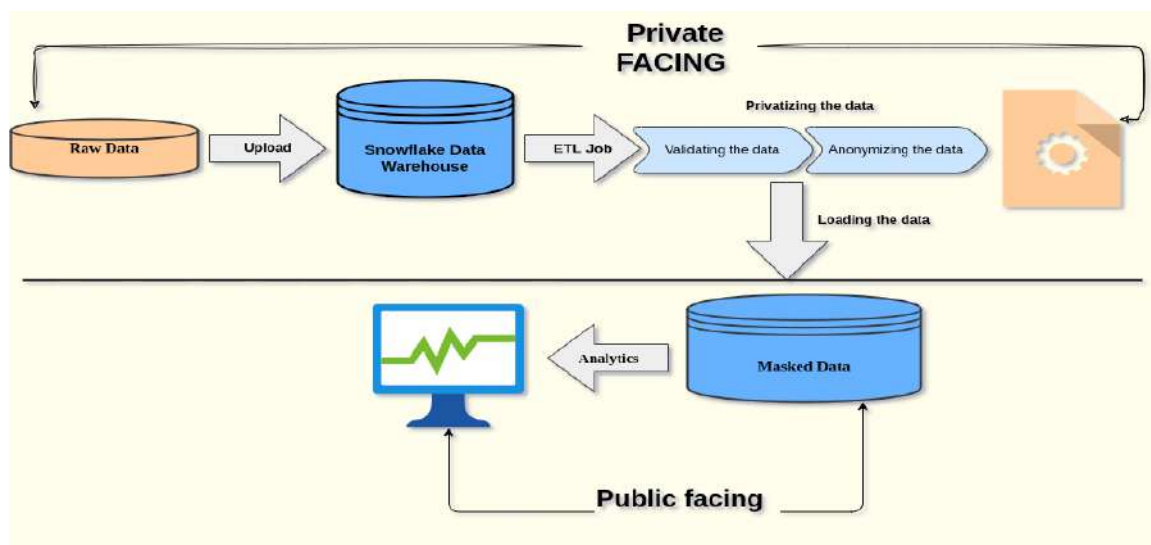 Private
FACING
Privatizing the data
Raw Data
Upload
Snowflake Data
Warehouse
ETL Job
Validating the data
Anonymizing the data
Loading the data
Analytics
Masked Data
Public facing